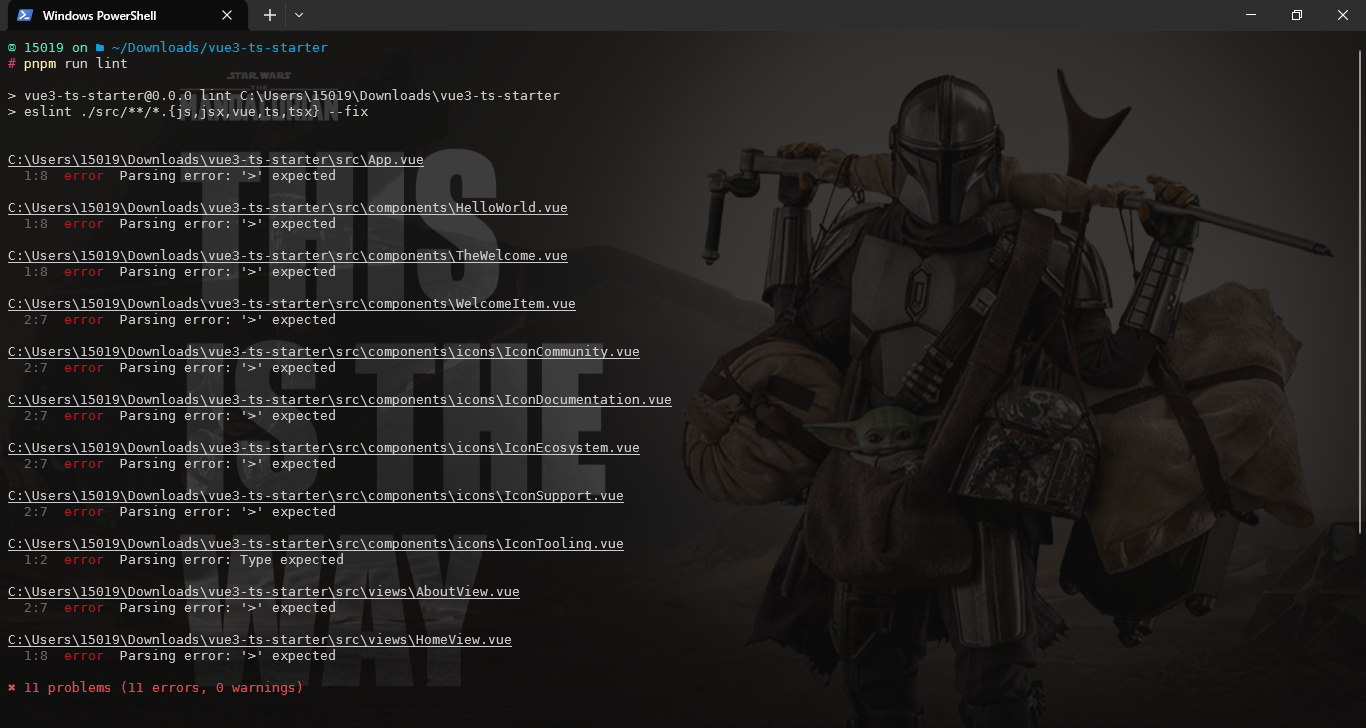 Windows PowerShell
15019 on ~/Downloads/vue3-ts-starter
# pnpm run lint
STAR WARS
THE
MANDALORIAN
> vue3-ts-starter@0.0.0 lint C:\Users\15019\Downloads\vue3-ts-starter
> eslint ./src/**/*.{js,jsx,vue,ts,tsx} --fix
C:\Users\15019\Downloads\vue3-ts-starter\src\App.vue
1:8 error Parsing error: '>' expected
C:\Users\15019\Downloads\vue3-ts-starter\src\components\HelloWorld.vue
1:8 error Parsing error: '>' expected
C:\Users\15019\Downloads\vue3-ts-starter\src\components\TheWelcome.vue
1:8 error Parsing error: '>' expected
C:\Users\15019\Downloads\vue3-ts-starter\src\components\WelcomeItem.vue
2:7 error Parsing error: '>' expected
C:\Users\15019\Downloads\vue3-ts-starter\src\components\icons\IconCommunity.vue
2:7 error Parsing error: '>' expected
C:\Users\15019\Downloads\vue3-ts-starter\src\components\icons\IconDocumentation.vue
2:7 error Parsing error: '>' expected
C:\Users\15019\Downloads\vue3-ts-starter\src\components\icons\IconEcosystem.vue
2:7 error Parsing error: '>' expected
C:\Users\15019\Downloads\vue3-ts-starter\src\components\icons\IconSupport.vue
2:7 error Parsing error: '>' expected
C:\Users\15019\Downloads\vue3-ts-starter\src\components\icons\IconTooling.vue
1:2 error Parsing error: Type expected
C:\Users\15019\Downloads\vue3-ts-starter\src\views\AboutView.vue
2:7 error Parsing error: '>' expected
C:\Users\15019\Downloads\vue3-ts-starter\src\views\HomeView.vue
1:8 error Parsing error: '>' expected
✖ 11 problems (11 errors, 0 warnings)
THIS
IS THE
WAY